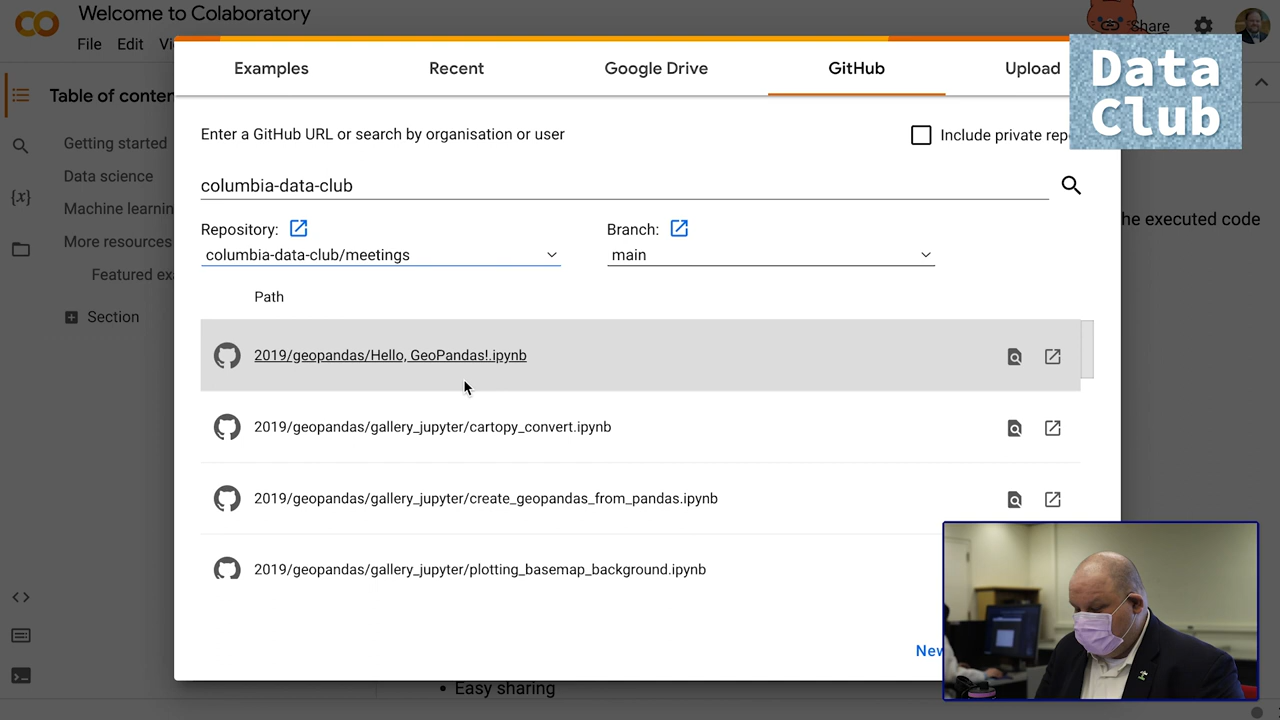 Welcome to Colaboratory
File Edit
Share
Examples Recent Google Drive GitHub Upload
Data
Club
Table of conten
Enter a GitHub URL or search by organisation or user
Include private rep
Getting started
Data science
columbia-data-club
Machine learnin
he executed code
Repository: Branch:
More resources
columbia-data-club/meetings main
Featured exa
Path
Section
2019/geopandas/Hello, GeoPandas!.ipynb
2019/geopandas/gallery_jupyter/cartopy_convert.ipynb
2019/geopandas/gallery_jupyter/create_geopandas_from_pandas.ipynb
2019/geopandas/gallery_jupyter/plotting_basemap_background.ipynb
New
Easy sharing